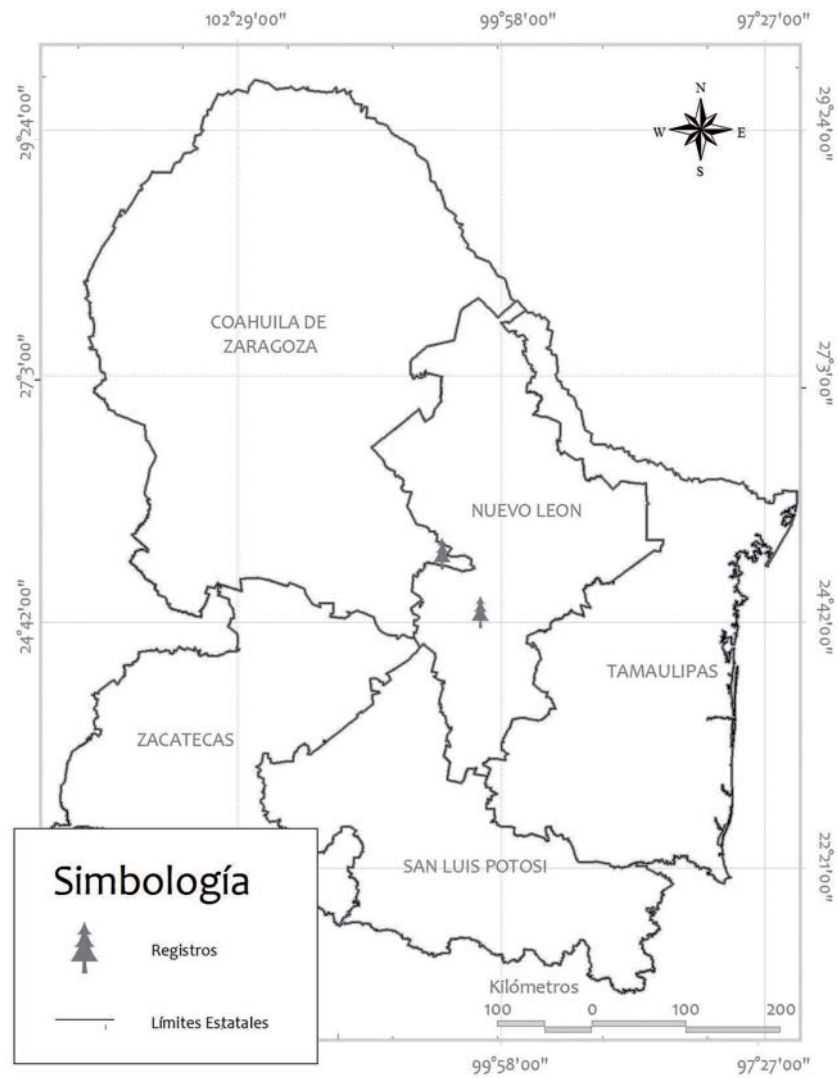 102°29'00"
99°58'00"
97°27'00"
29°24'00"
29°24'00"
N
W
E
S
COAHUILA DE
ZARAGOZA
27°3'00"
27°3'00"
NUEVO LEON
24°42'00"
24°42'00"
TAMAULIPAS
ZACATECAS
22°21'00"
SAN LUIS POTOSI
Simbología
Registros
Límites Estatales
Kilómetros
100 0 100 200
99°58'00"
97°27'00"